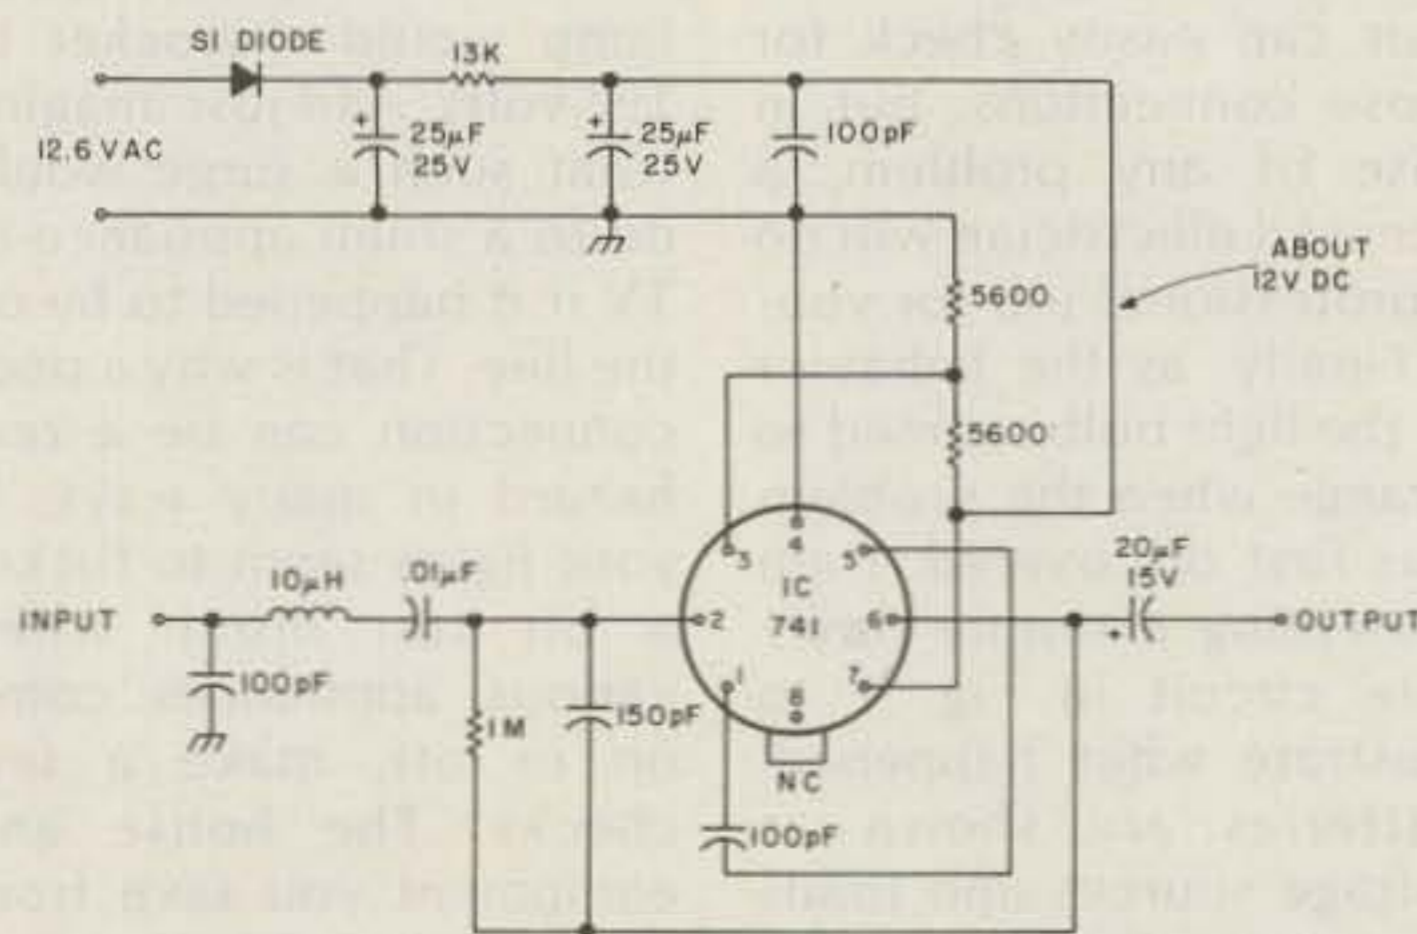 SI DIODE
13K
12.6 VAC
+
25μF
25V
+
25μF
25V
100pF
ABOUT
12V DC
5600
5600
3
4
5
IC
741
2
6
1
8
7
NC
INPUT
10μH
.01μF
100pF
1M
150pF
100pF
20μF
15V
+
OUTPUT